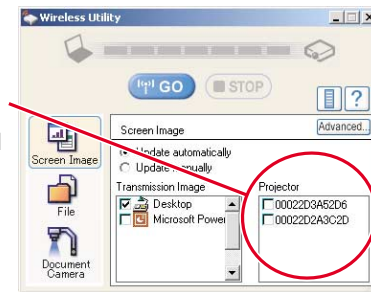 Wireless Utility
GO
STOP
?
Screen Image
Advanced...
Screen Image
Update automatically
Update manually
Transmission Image
Projector
Desktop
Microsoft Power
00022D3A52D6
00022D2A3C2D
File
Document
Camera